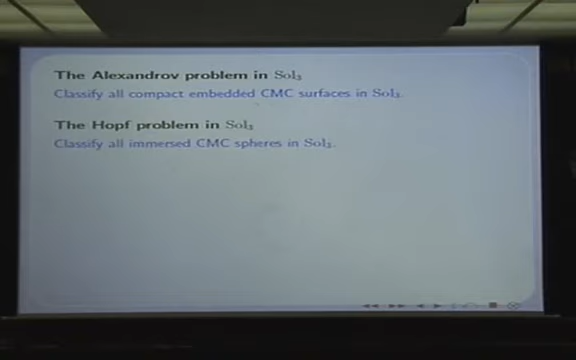 The Alexandrov problem in Sol₃
Classify all compact embedded CMC surfaces in Sol₃.
The Hopf problem in Sol₃
Classify all immersed CMC spheres in Sol₃.